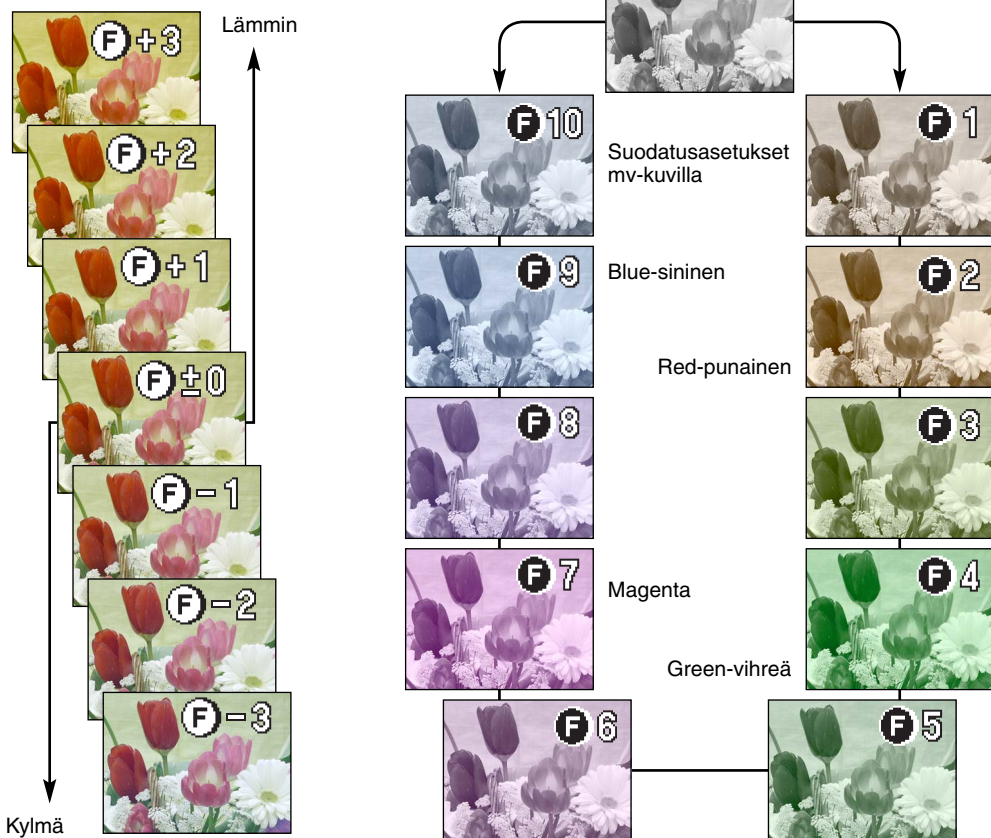 Lämmin
F +3
F +2
F +1
F ±0
F −1
F −2
F −3
Kylmä
F 10
F 1
Suodatusasetukset
mv-kuvilla
F 9
Blue-sininen
F 2
Red-punainen
F 8
F 3
F 7
Magenta
F 4
Green-vihreä
F 6
F 5